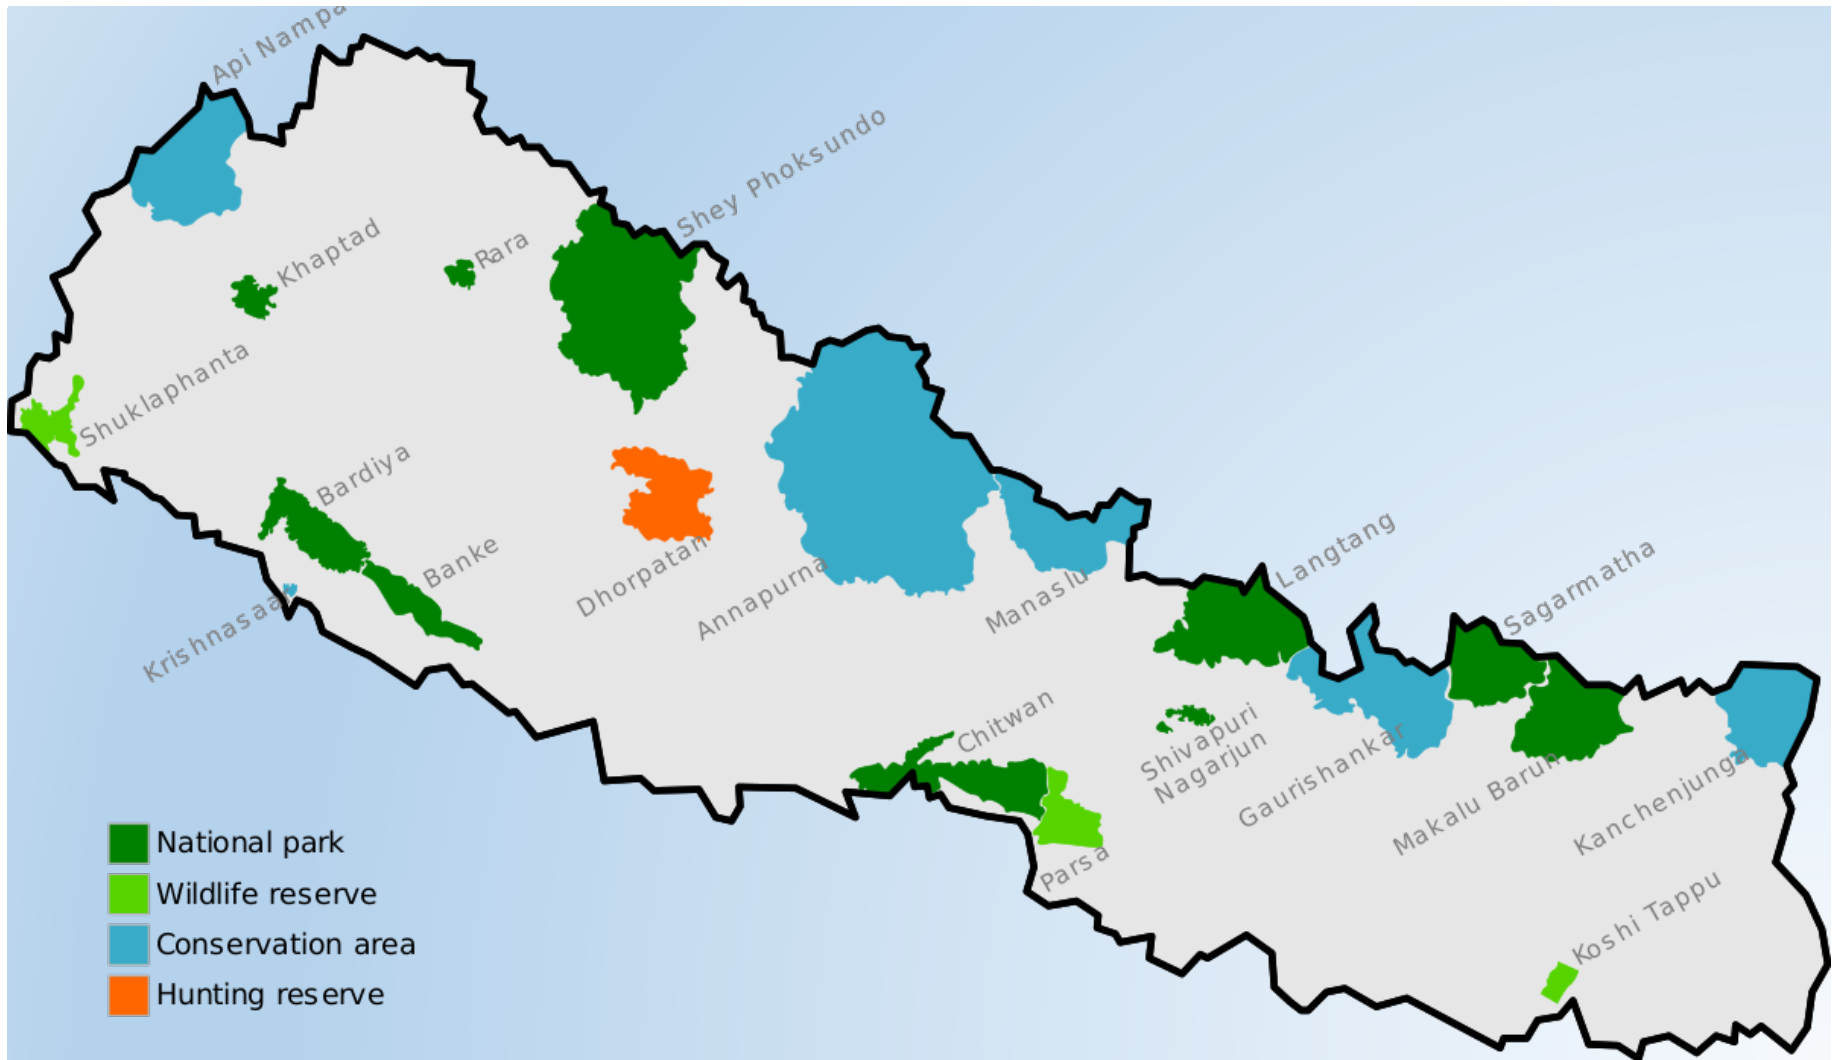 Api Nampa
Shey Phoksundo
Khaptad
Rara
Shuklaphanta
Bardiya
Banke
Krishnasaar
Dhorpatan
Annapurna
Manaslu
Langtang
Sagarmatha
Chitwan
Shivapuri
Nagarjun
Gaurishankar
Makalu Barun
Kanchenjunga
Parsa
Koshi Tappu
National park
Wildlife reserve
Conservation area
Hunting reserve